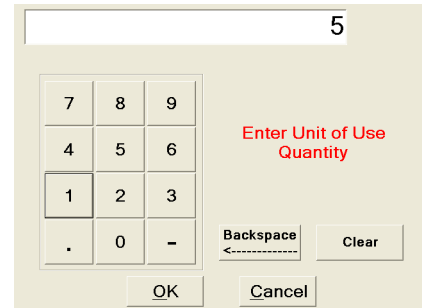 5
7 8 9
4 5 6
1 2 3
. 0 -
Enter Unit of Use
Quantity
Backspace
<-------------
Clear
OK
Cancel